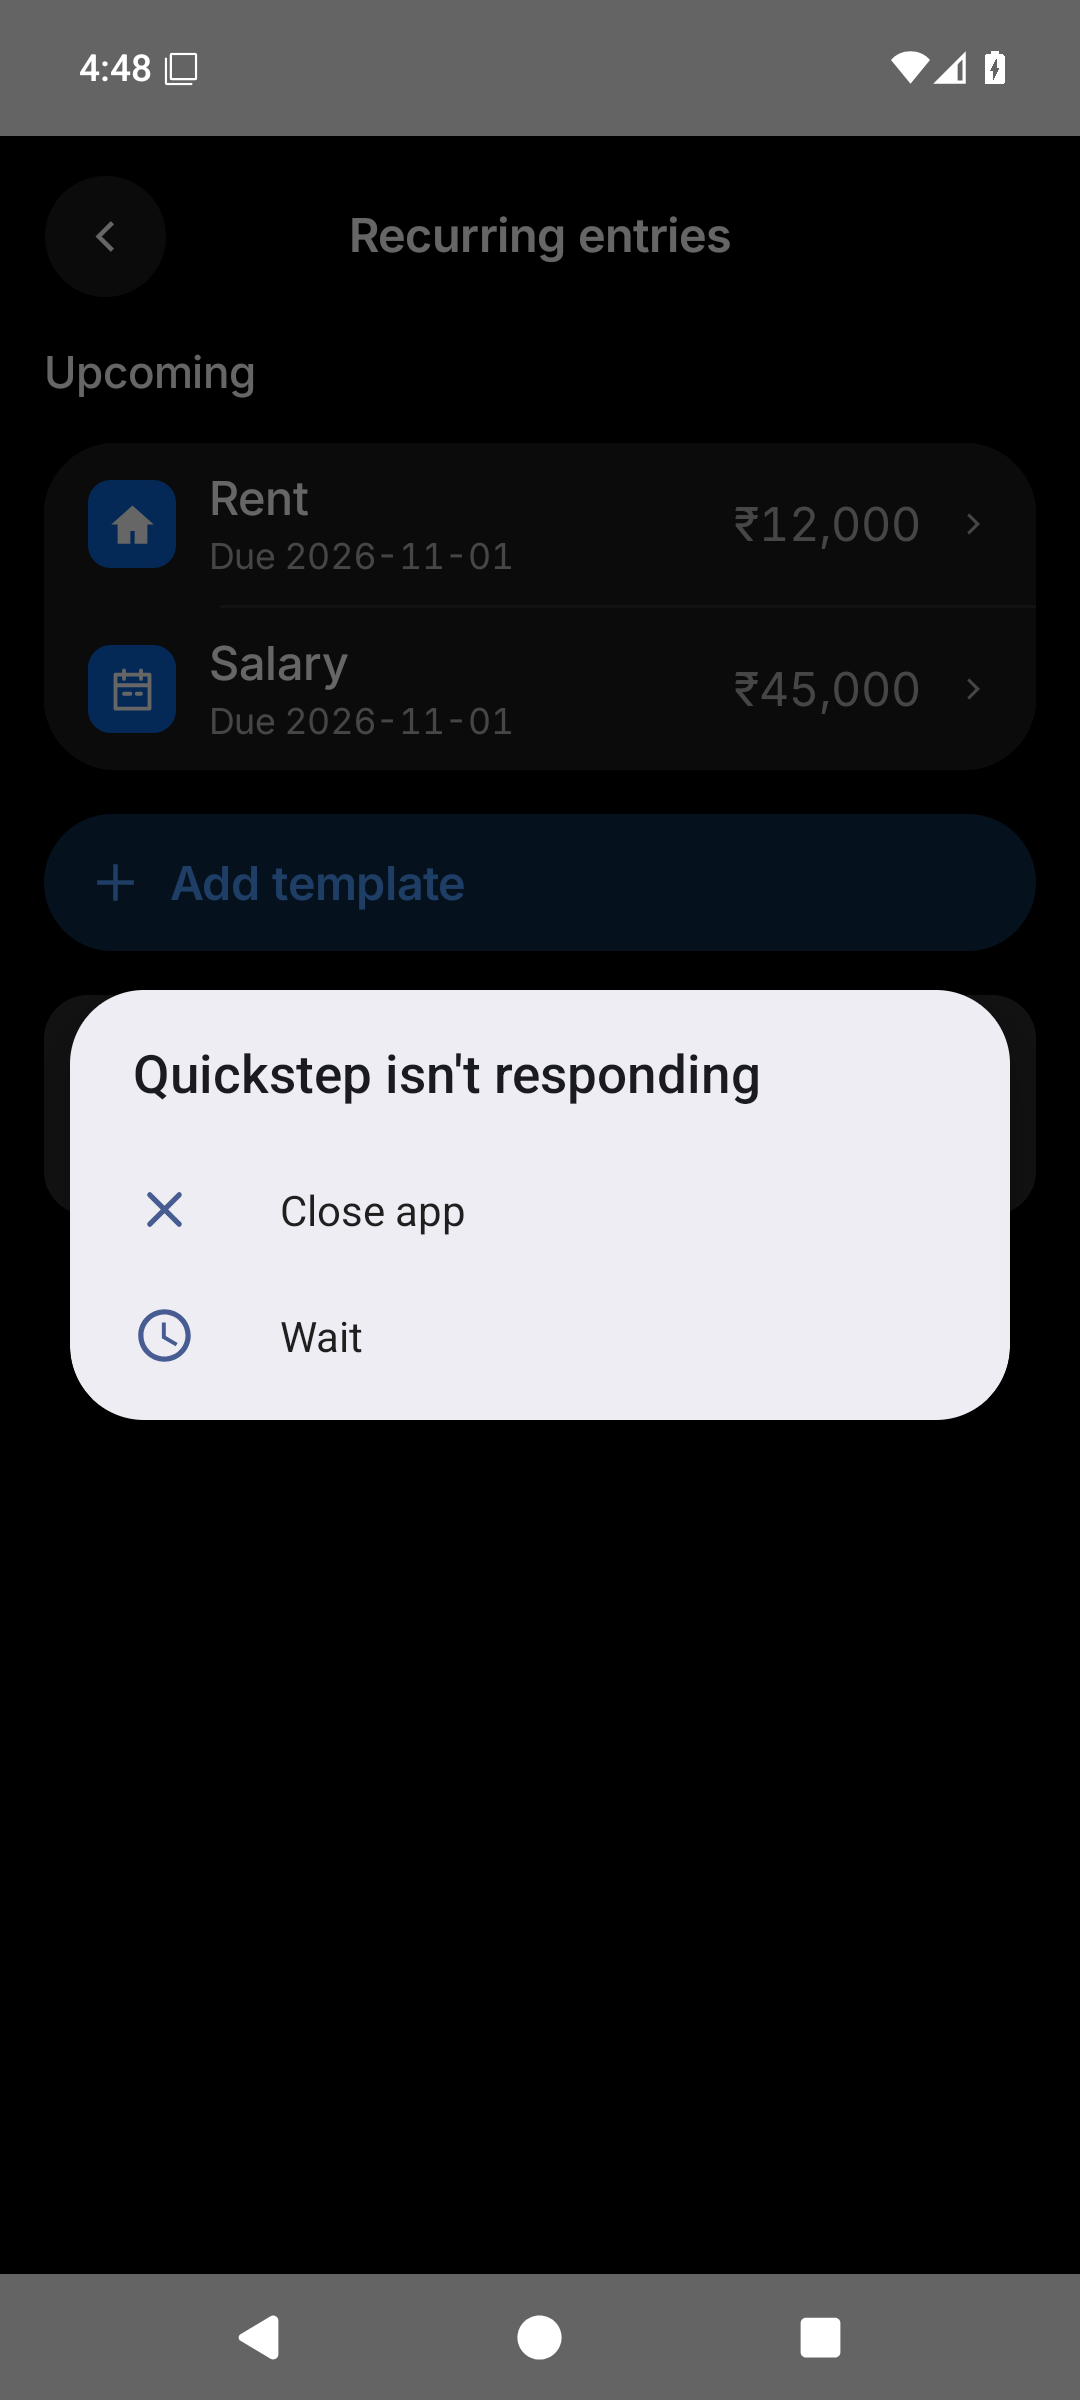 4:48
Recurring entries
Upcoming
Rent
₹12,000
Due 2026-11-01
Salary
₹45,000
Due 2026-11-01
Add template
Quickstep isn't responding
Close app
Wait